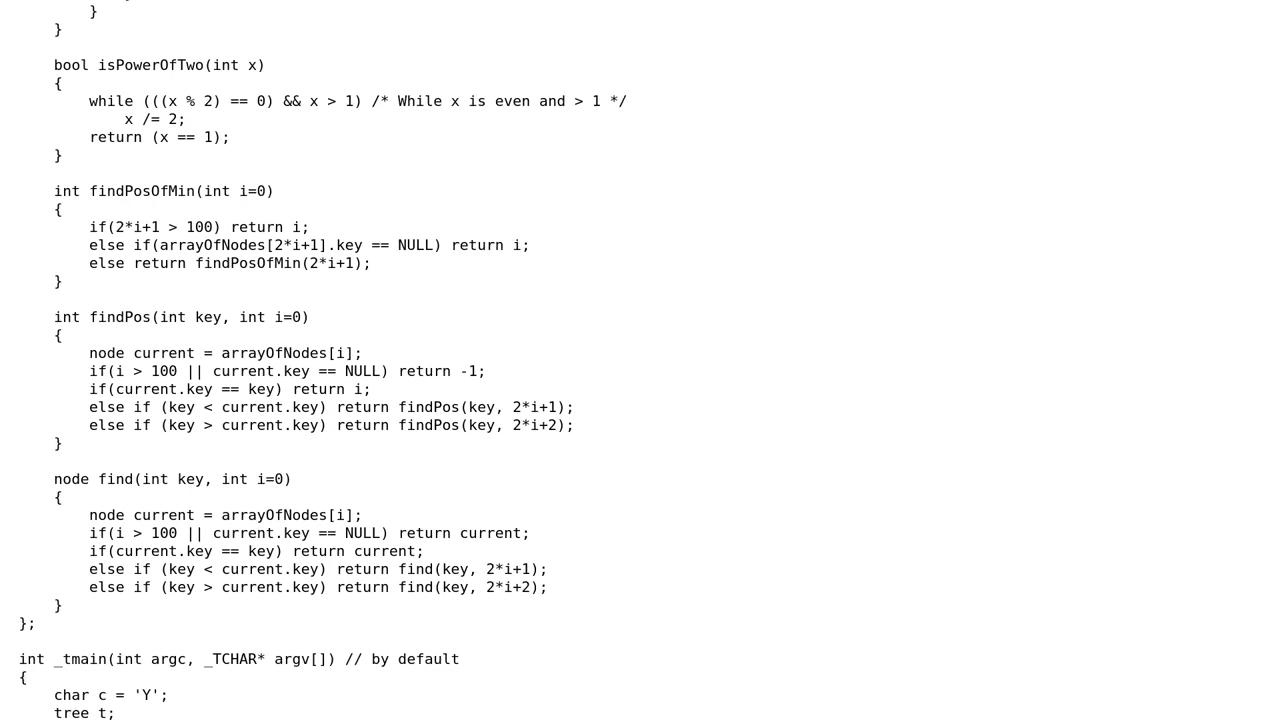 }
    }

    bool isPowerOfTwo(int x)
    {
        while (((x % 2) == 0) && x > 1) /* While x is even and > 1 */
            x /= 2;
        return (x == 1);
    }

    int findPosOfMin(int i=0)
    {
        if(2*i+1 > 100) return i;
        else if(arrayOfNodes[2*i+1].key == NULL) return i;
        else return findPosOfMin(2*i+1);
    }

    int findPos(int key, int i=0)
    {
        node current = arrayOfNodes[i];
        if(i > 100 || current.key == NULL) return -1;
        if(current.key == key) return i;
        else if (key < current.key) return findPos(key, 2*i+1);
        else if (key > current.key) return findPos(key, 2*i+2);
    }

    node find(int key, int i=0)
    {
        node current = arrayOfNodes[i];
        if(i > 100 || current.key == NULL) return current;
        if(current.key == key) return current;
        else if (key < current.key) return find(key, 2*i+1);
        else if (key > current.key) return find(key, 2*i+2);
    }
};

int _tmain(int argc, _TCHAR* argv[]) // by default
{
    char c = 'Y';
    tree t;